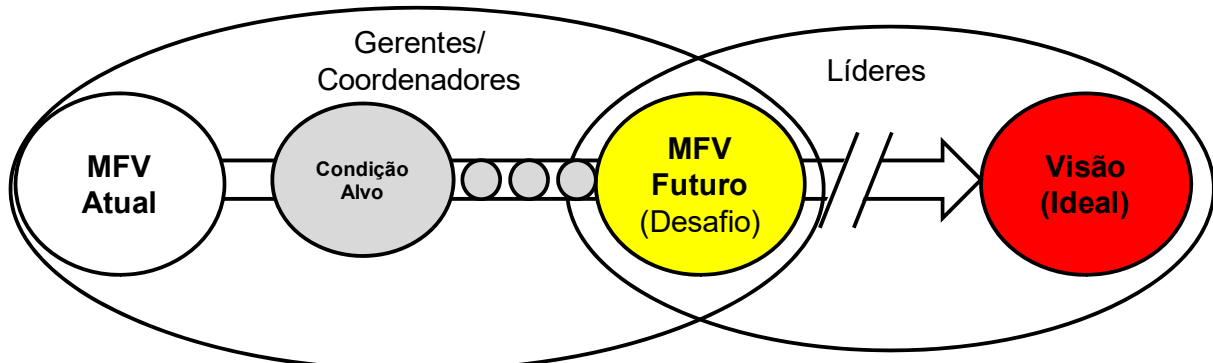 Gerentes/
Coordenadores
Líderes
MFV
Atual
Condição
Alvo
MFV
Futuro
(Desafio)
Visão
(Ideal)